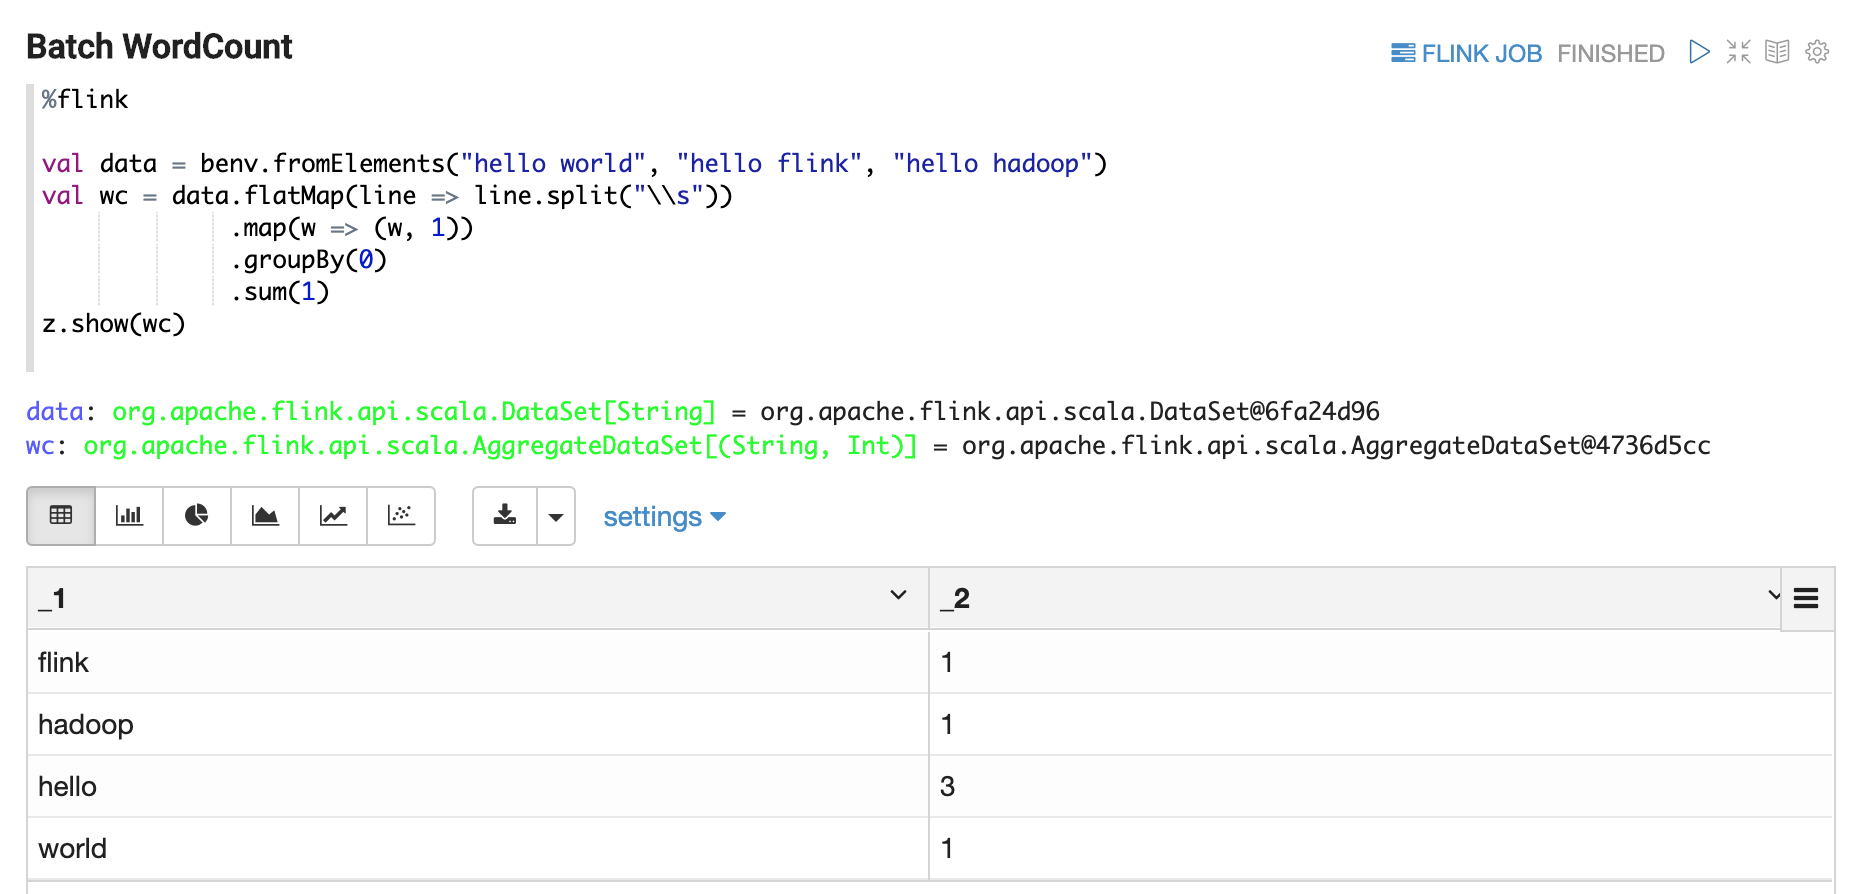 Batch WordCount
FLINK JOB FINISHED
%flink
val data = benv.fromElements("hello world", "hello flink", "hello hadoop")
val wc = data.flatMap(line => line.split("\\s"))
.map(w => (w, 1))
.groupBy(0)
.sum(1)
z.show(wc)
data: org.apache.flink.api.scala.DataSet[String] = org.apache.flink.api.scala.DataSet@6fa24d96
wc: org.apache.flink.api.scala.AggregateDataSet[(String, Int)] = org.apache.flink.api.scala.AggregateDataSet@4736d5cc
settings
_1 _2
flink 1
hadoop 1
hello 3
world 1